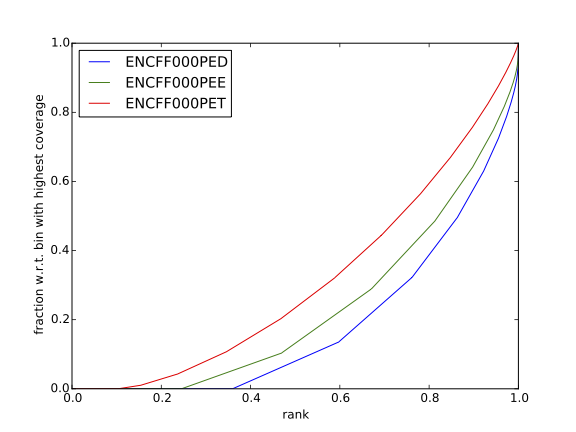 ENCFF000PED
ENCFF000PEE
ENCFF000PET
fraction w.r.t. bin with highest coverage
1.0
0.8
0.6
0.4
0.2
0.0
0.0 0.2 0.4 0.6 0.8 1.0
rank